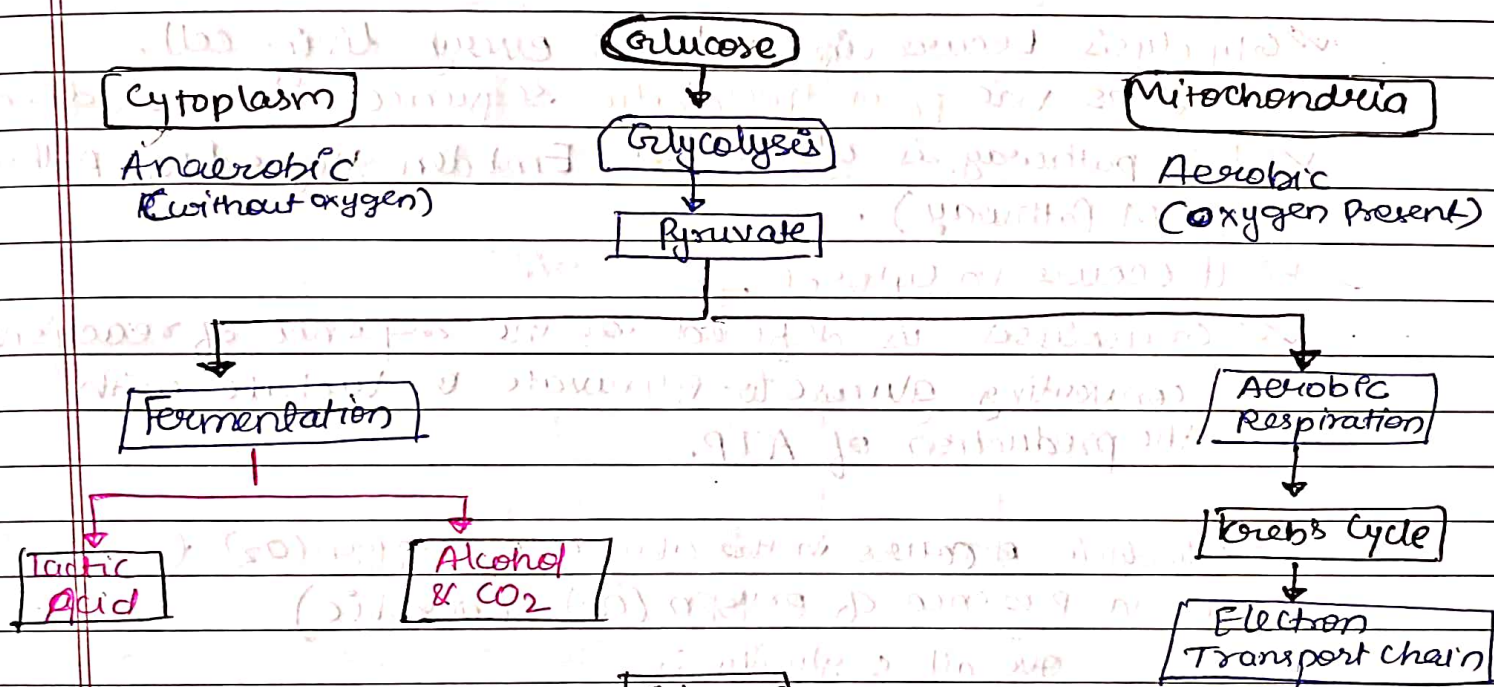 Glucose
Cytoplasm
Mitochondria
Glycolysis
Anaerobic
(without oxygen)
Aerobic
(oxygen Present)
Pyruvate
Fermentation
Aerobic
Respiration
Lactic
Acid
Alcohol
& CO2
Krebs Cycle
Electron
Transport Chain